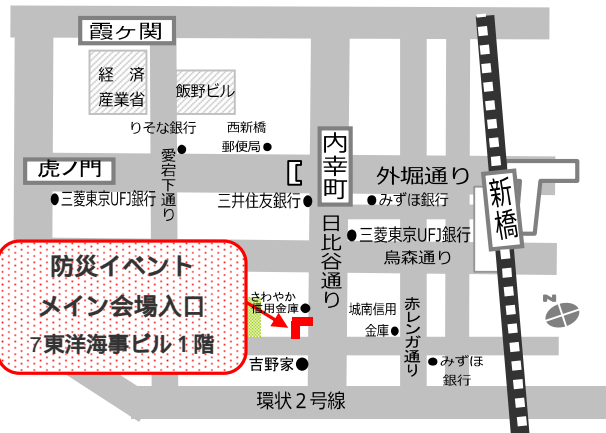 霞ヶ関
経　済
産業省
飯野ビル
りそな銀行
西新橋
郵便局
愛宕下通り
内幸町
虎ノ門
外堀通り
新橋
三菱東京UFJ銀行
三井住友銀行
みずほ銀行
日比谷通り
三菱東京UFJ銀行
烏森通り
防災イベント
メイン会場入口
7東洋海事ビル１階
さわやか
信用金庫
城南信用
金庫
赤レンガ通り
N
吉野家
みずほ
銀行
環状２号線